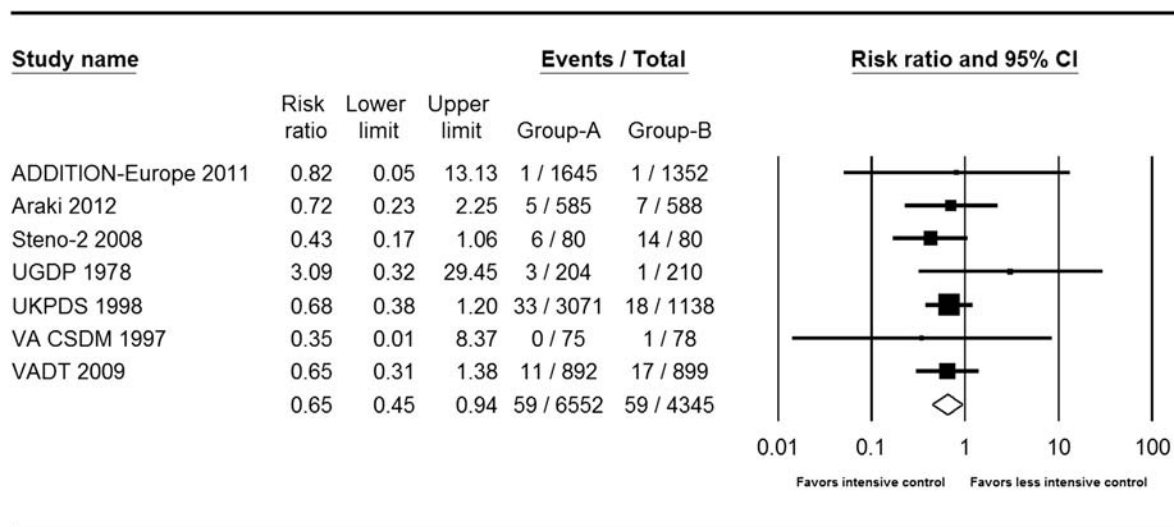 Study name Events / Total Risk ratio and 95% CI
Risk Lower Upper
ratio limit limit Group-A Group-B
ADDITION-Europe 2011 0.82 0.05 13.13 1 / 1645 1 / 1352
Araki 2012 0.72 0.23 2.25 5 / 585 7 / 588
Steno-2 2008 0.43 0.17 1.06 6 / 80 14 / 80
UGDP 1978 3.09 0.32 29.45 3 / 204 1 / 210
UKPDS 1998 0.68 0.38 1.20 33 / 3071 18 / 1138
VA CSDM 1997 0.35 0.01 8.37 0 / 75 1 / 78
VADT 2009 0.65 0.31 1.38 11 / 892 17 / 899
0.65 0.45 0.94 59 / 6552 59 / 4345
0.01 0.1 1 10 100
Favors intensive control Favors less intensive control